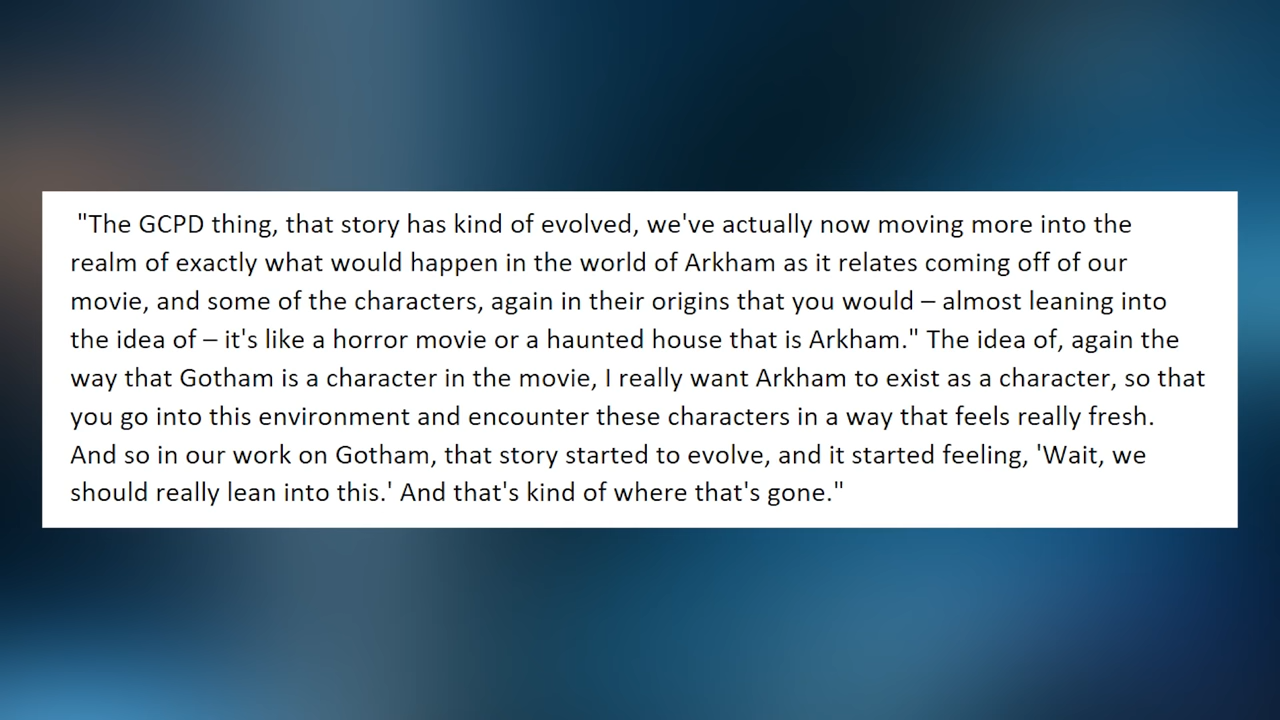 "The GCPD thing, that story has kind of evolved, we've actually now moving more into the
realm of exactly what would happen in the world of Arkham as it relates coming off of our
movie, and some of the characters, again in their origins that you would – almost leaning into
the idea of – it's like a horror movie or a haunted house that is Arkham." The idea of, again the
way that Gotham is a character in the movie, I really want Arkham to exist as a character, so that
you go into this environment and encounter these characters in a way that feels really fresh.
And so in our work on Gotham, that story started to evolve, and it started feeling, 'Wait, we
should really lean into this.' And that's kind of where that's gone."